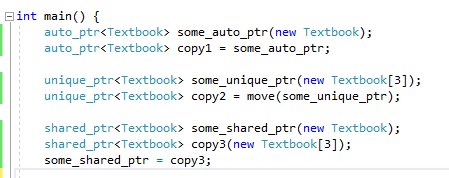 int main() {
auto_ptr<Textbook> some_auto_ptr(new Textbook);
auto_ptr<Textbook> copy1 = some_auto_ptr;
unique_ptr<Textbook> some_unique_ptr(new Textbook[3]);
unique_ptr<Textbook> copy2 = move(some_unique_ptr);
shared_ptr<Textbook> some_shared_ptr(new Textbook);
shared_ptr<Textbook> copy3(new Textbook[3]);
some_shared_ptr = copy3;